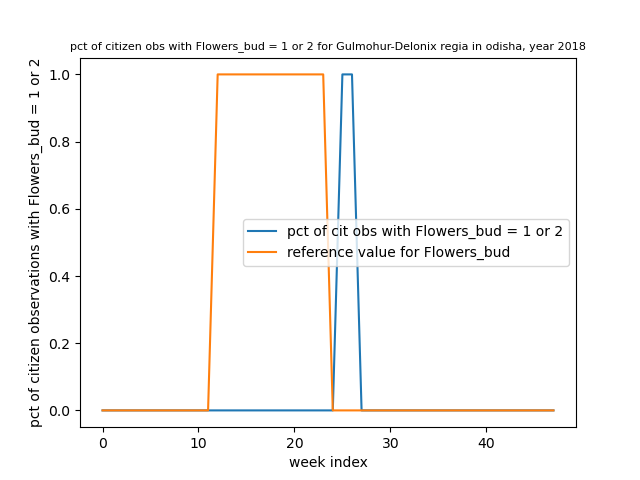 pct of citizen obs with Flowers_bud = 1 or 2 for Gulmohur-Delonix regia in odisha, year 2018
pct of citizen observations with Flowers_bud = 1 or 2
1.0
0.8
0.6
0.4
0.2
0.0
pct of cit obs with Flowers_bud = 1 or 2
reference value for Flowers_bud
0 10 20 30 40
week index